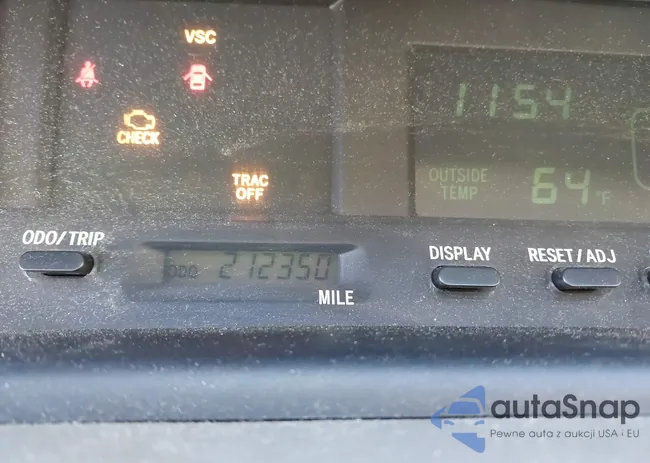 VSC
CHECK
TRAC
OFF
1154
OUTSIDE
TEMP
64°F
ODO/TRIP
ODO 212350
MILE
DISPLAY
RESET/ADJ
autaSnap
Pewne auta z aukcji USA i EU